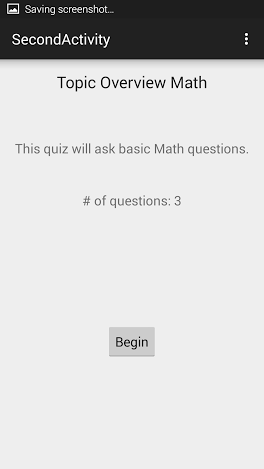 Saving screenshot...
SecondActivity
Topic Overview Math
This quiz will ask basic Math questions.
# of questions: 3
Begin